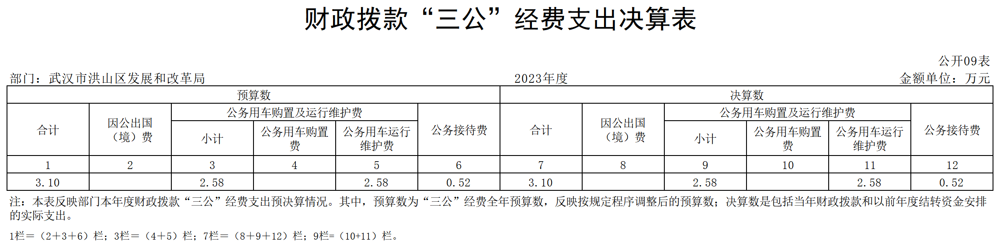 财政拨款“三公”经费支出决算表
公开09表
部门：武汉市洪山区发展和改革局 2023年度 金额单位：万元
预算数 决算数
合计 因公出国（境）费 公务用车购置及运行维护费 公务接待费 合计 因公出国（境）费 公务用车购置及运行维护费 公务接待费
小计 公务用车购置费 公务用车运行维护费 小计 公务用车购置费 公务用车运行维护费
1 2 3 4 5 6 7 8 9 10 11 12
3.10 2.58 2.58 0.52 3.10 2.58 2.58 0.52
注：本表反映部门本年度财政拨款“三公”经费支出预决算情况。其中，预算数为“三公”经费全年预算数，反映按规定程序调整后的预算数；决算数是包括当年财政拨款和以前年度结转资金安排
的实际支出。
1栏＝（2＋3＋6）栏；3栏＝（4＋5）栏；7栏＝（8＋9＋12）栏；9栏=（10+11）栏。